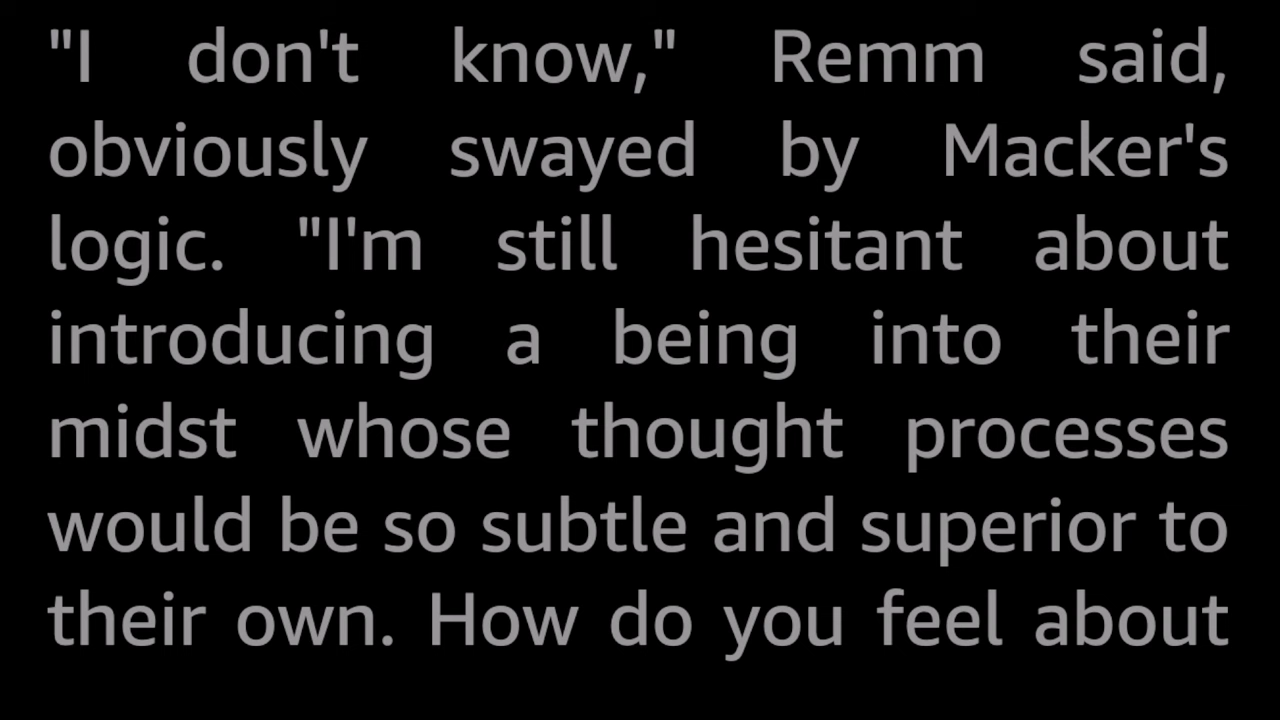 "I don't know," Remm said,
obviously swayed by Macker's
logic. "I'm still hesitant about
introducing a being into their
midst whose thought processes
would be so subtle and superior to
their own. How do you feel about